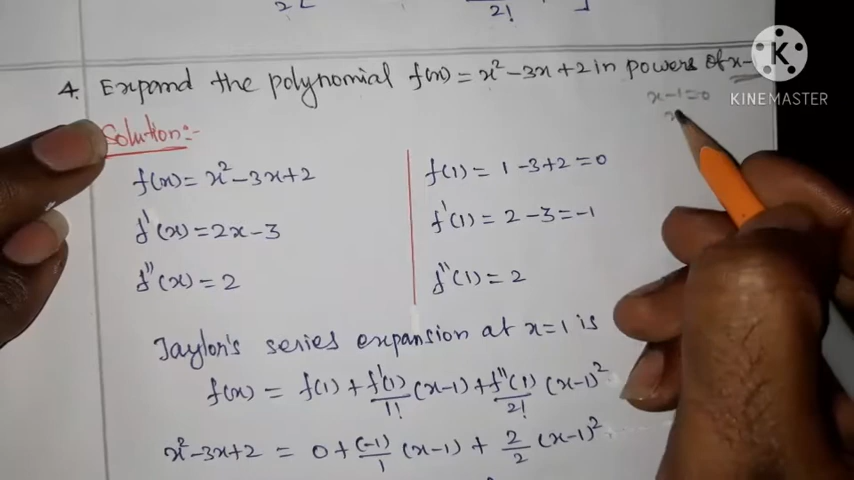 2!
4. Expand the polynomial f(x) = x² - 3x + 2 in powers of x-
x-1=0
Solution:-
f(x) = x² - 3x + 2
f(1) = 1 - 3 + 2 = 0
f'(x) = 2x - 3
f'(1) = 2 - 3 = -1
f''(x) = 2
f''(1) = 2
Taylor's series expansion at x=1 is
f(x) = f(1) + f'(1)/1! (x-1) + f''(1)/2! (x-1)²
x² - 3x + 2 = 0 + (-1)/1 (x-1) + 2/2 (x-1)² ......
K
KINEMASTER